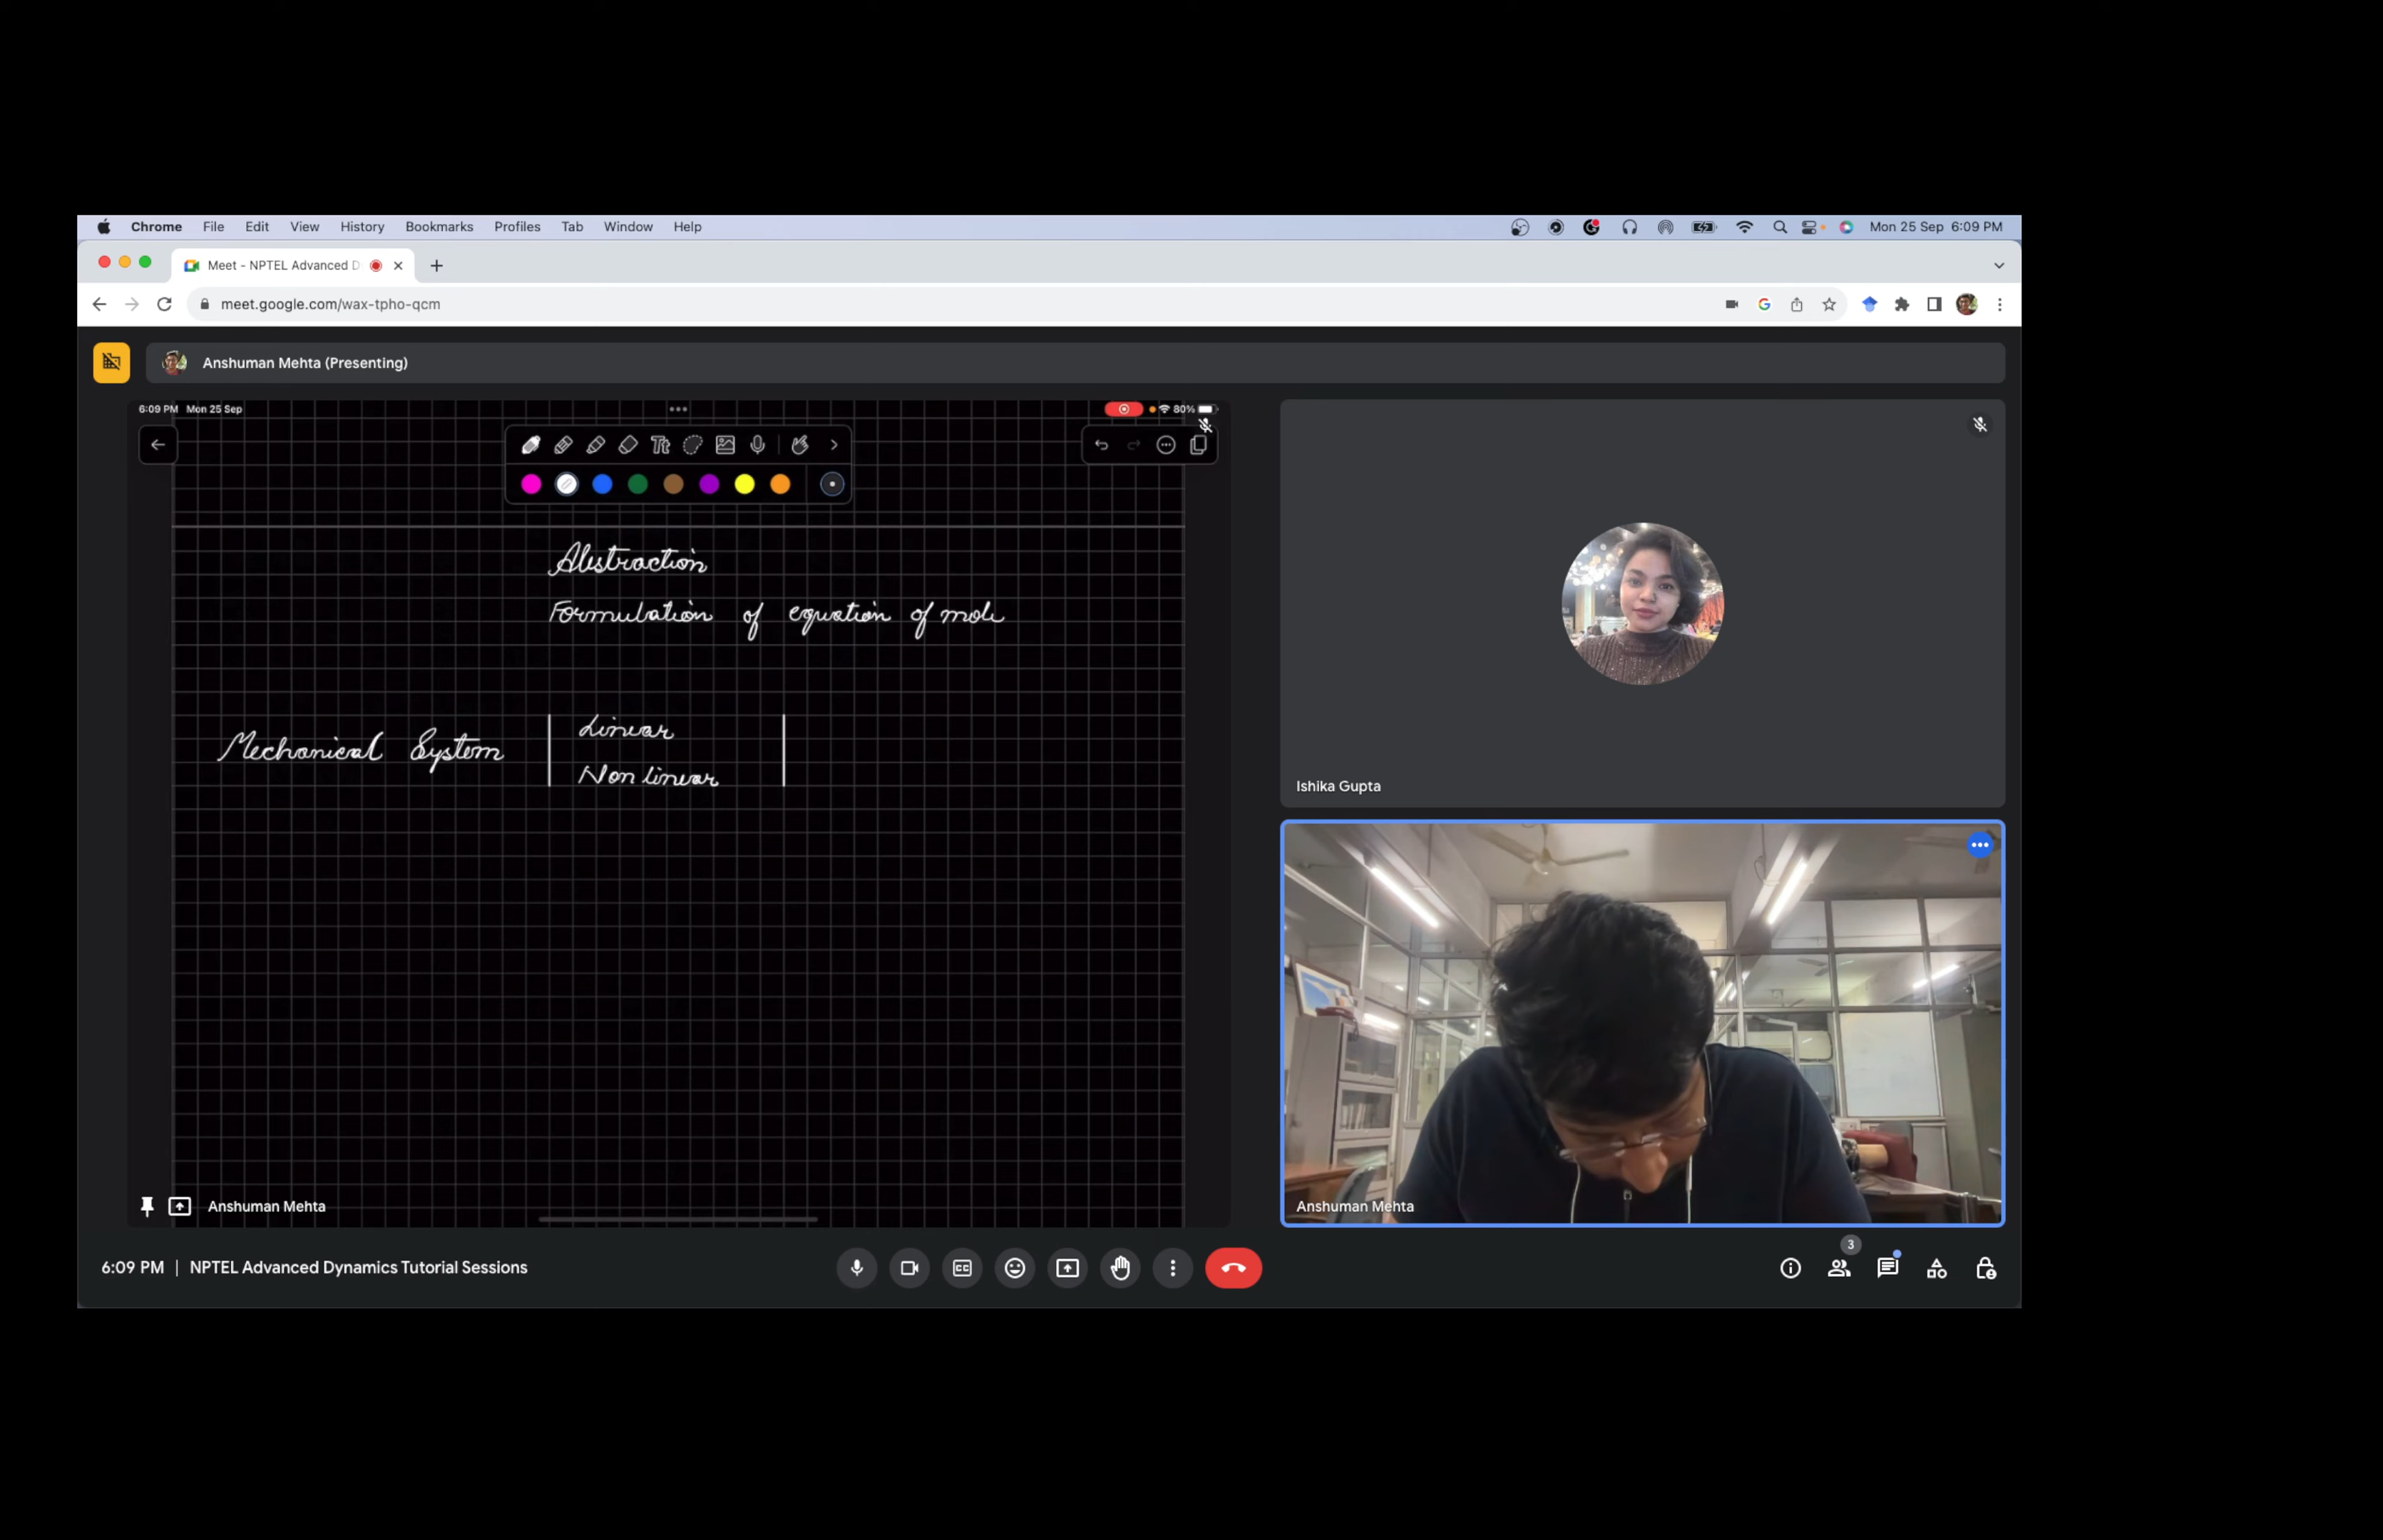 Chrome File Edit View History Bookmarks Profiles Tab Window Help Mon 25 Sep 6:09 PM
Meet - NPTEL Advanced D
meet.google.com/wax-tpho-qcm
Anshuman Mehta (Presenting)
6:09 PM Mon 25 Sep 80%
Abstraction
Formulation of equation of
Mechanical System
Linear
Non linear
Ishika Gupta
Anshuman Mehta
Anshuman Mehta
3
6:09 PM | NPTEL Advanced Dynamics Tutorial Sessions
CC